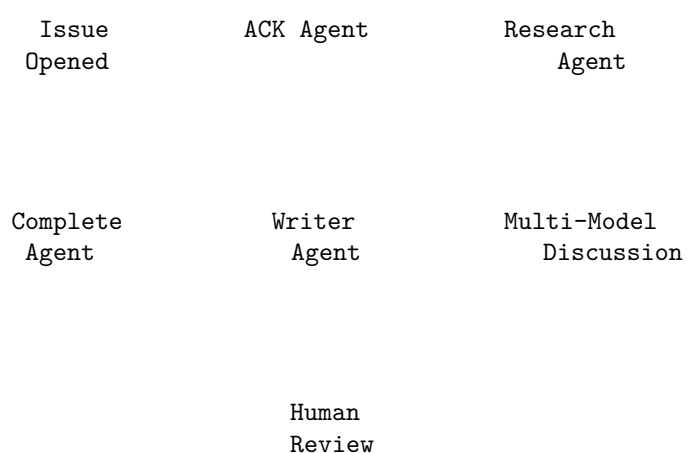 Issue ACK Agent Research
Opened Agent
Complete Writer Multi-Model
Agent Agent Discussion
Human
Review